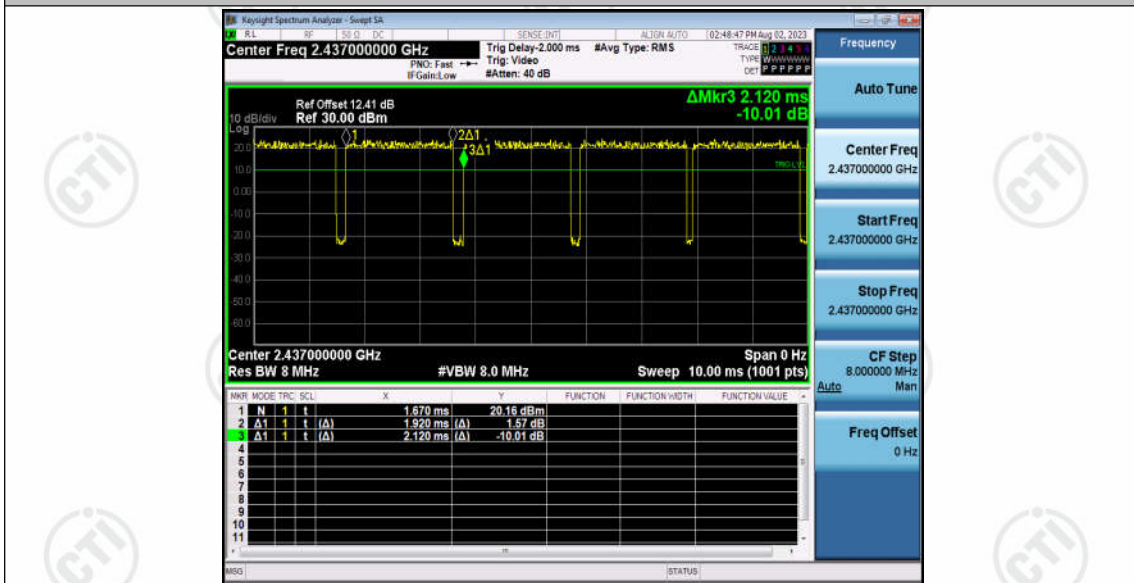 Keysight Spectrum Analyzer - Swept SA
RL RF 50 Ω DC SENSE:INT ALIGN AUTO 02:48:47 PM Aug 02, 2023
Center Freq 2.437000000 GHz
PNO: Fast
IFGain:Low
Trig Delay-2.000 ms
Trig: Video
#Atten: 40 dB
#Avg Type: RMS
TRACE 1 2 3 4 5 6
TYPE WWWWWW
DET P P P P P P
Frequency
Auto Tune
Center Freq
2.437000000 GHz
Start Freq
2.437000000 GHz
Stop Freq
2.437000000 GHz
CF Step
8.000000 MHz
Auto Man
Freq Offset
0 Hz
ΔMkr3 2.120 ms
-10.01 dB
Ref Offset 12.41 dB
10 dB/div Ref 30.00 dBm
Log
1
2Δ1
3Δ1
TRIG LVL
20.0
10.0
0.00
-10.0
-20.0
-30.0
-40.0
-50.0
-60.0
Center 2.437000000 GHz Span 0 Hz
Res BW 8 MHz #VBW 8.0 MHz Sweep 10.00 ms (1001 pts)
MKR MODE TRC SCL X Y FUNCTION FUNCTION WIDTH FUNCTION VALUE
1 N 1 t 1.670 ms 20.16 dBm
2 Δ1 1 t (Δ) 1.920 ms (Δ) 1.57 dB
3 Δ1 1 t (Δ) 2.120 ms (Δ) -10.01 dB
4
5
6
7
8
9
10
11
MSG STATUS
CTI
CTI
CTI
CTI